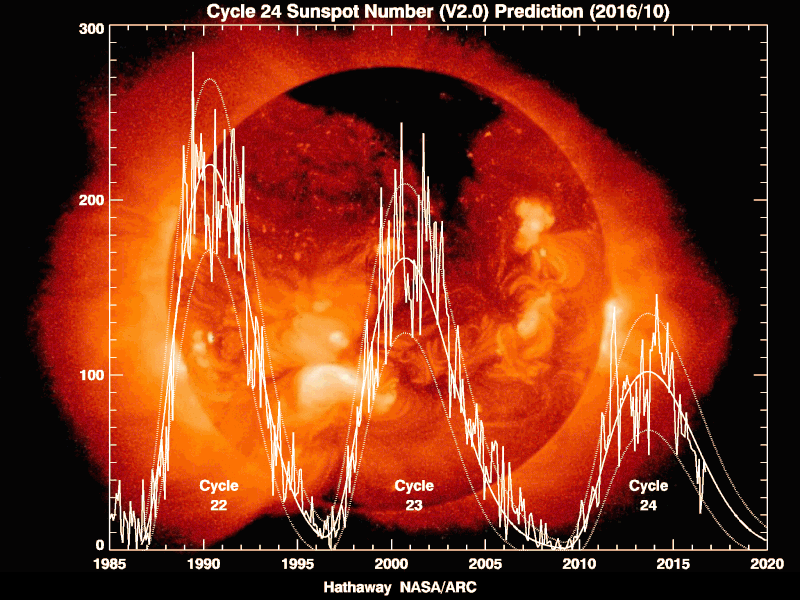 Cycle 24 Sunspot Number (V2.0) Prediction (2016/10)
300
200
100
0
Cycle
22
Cycle
23
Cycle
24
1985 1990 1995 2000 2005 2010 2015 2020
Hathaway NASA/ARC